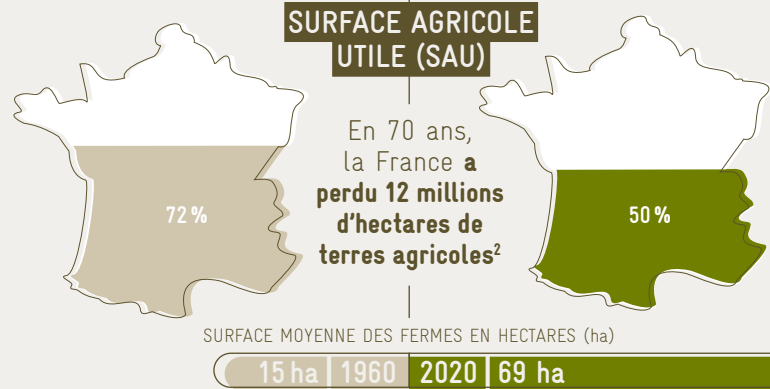 SURFACE AGRICOLE
UTILE (SAU)
En 70 ans,
la France a
perdu 12 millions
d'hectares de
terres agricoles²
72 %
50 %
SURFACE MOYENNE DES FERMES EN HECTARES (ha)
15 ha 1960 2020 69 ha